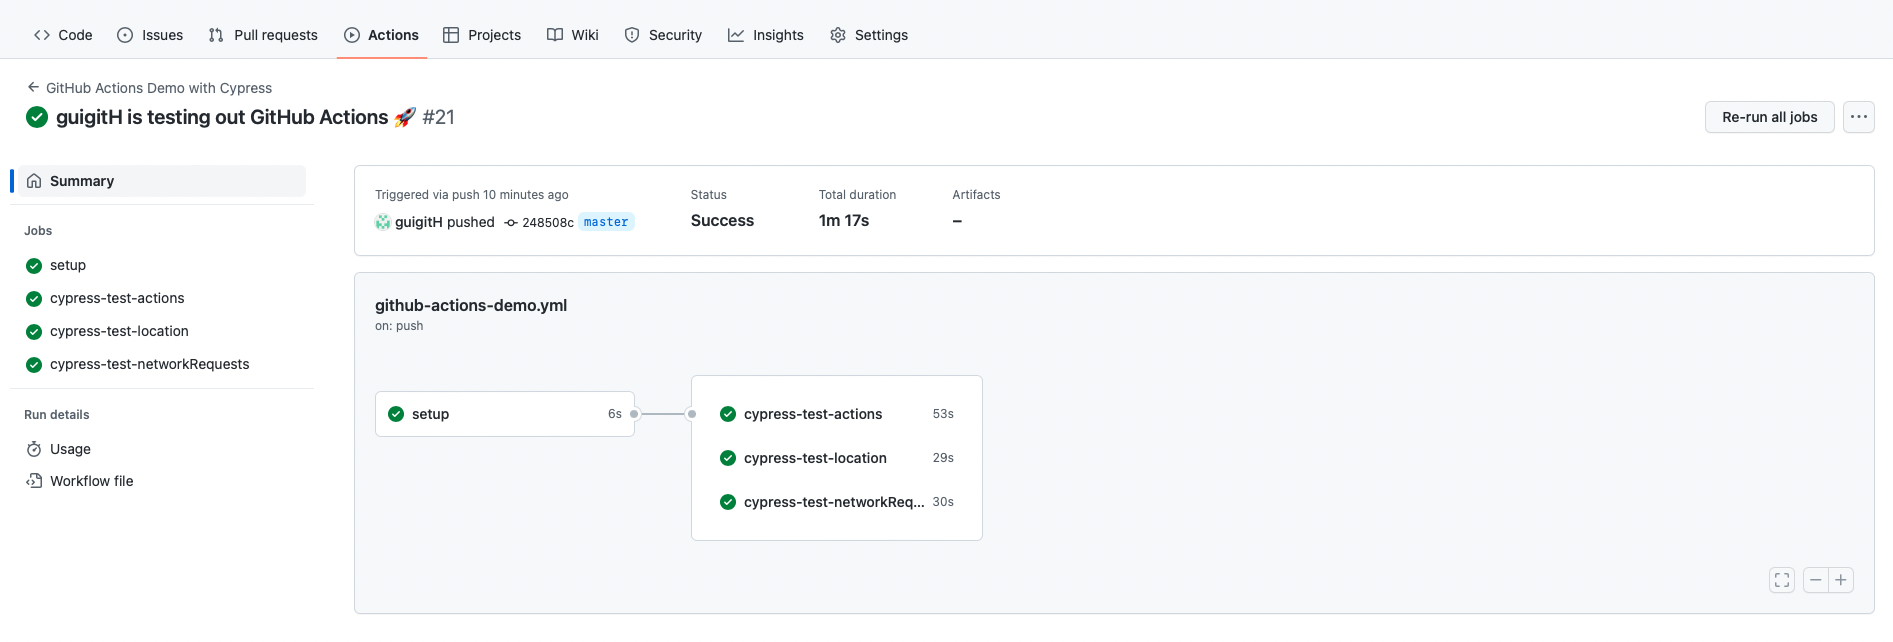 Code Issues Pull requests Actions Projects Wiki Security Insights Settings
GitHub Actions Demo with Cypress
guigitH is testing out GitHub Actions 🚀 #21
Re-run all jobs
Summary
Jobs
setup
cypress-test-actions
cypress-test-location
cypress-test-networkRequests
Run details
Usage
Workflow file
Triggered via push 10 minutes ago
guigitH pushed 248508c master
Status
Success
Total duration
1m 17s
Artifacts
–
github-actions-demo.yml
on: push
setup 6s
cypress-test-actions 53s
cypress-test-location 29s
cypress-test-networkReq... 30s